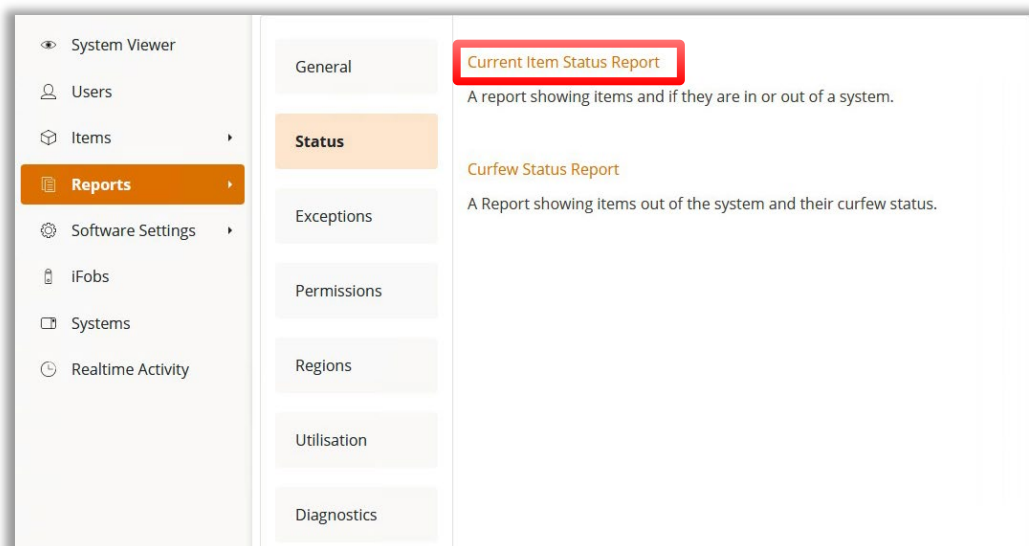 System Viewer
Users
Items
Reports
Software Settings
iFobs
Systems
Realtime Activity
General
Status
Exceptions
Permissions
Regions
Utilisation
Diagnostics
Current Item Status Report
A report showing items and if they are in or out of a system.
Curfew Status Report
A Report showing items out of the system and their curfew status.